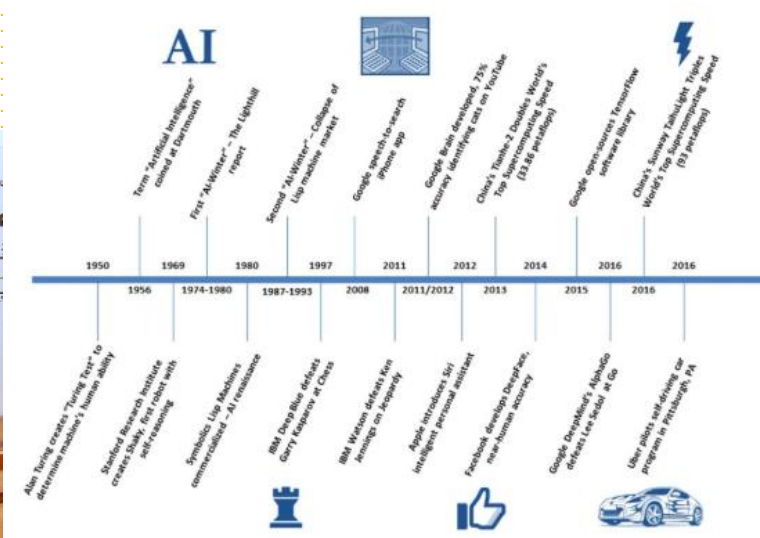 AI
Term "Artificial Intelligence"
coined at Dartmouth
First "AI-Winter" – The Lighthill
report
Second "AI-Winter" – Collapse of
Lisp machine market
Google speech-to-search
iPhone app
Google Brain developed, 75%
accuracy identifying cats on YouTube
China's Tianhe-2 Doubles World's
Top Supercomputing Speed
(33.86 petaflops)
Google open-sources TensorFlow
software library
China's Sunway TaihuLight Triples
World's Top Supercomputing Speed
(93 petaflops)
1950 1969 1980 1997 2011 2012 2014 2016 2016
1956 1974-1980 1987-1993 2008 2011/2012 2013 2015 2016
Alan Turing creates "Turing Test" to
determine machine's human ability
Stanford Research Institute
creates Shaky, first robot with
self-reasoning
Symbolics Lisp Machines
commercialized - AI renaissance
IBM Deep Blue defeats
Garry Kasparov at Chess
IBM Watson defeats Ken
Jennings on Jeopardy
Apple introduces Siri
intelligent personal assistant
Facebook develops DeepFace,
near-human accuracy
Google DeepMind's AlphaGo
defeats Lee Sedol at Go
Uber pilots self-driving car
program in Pittsburgh, PA